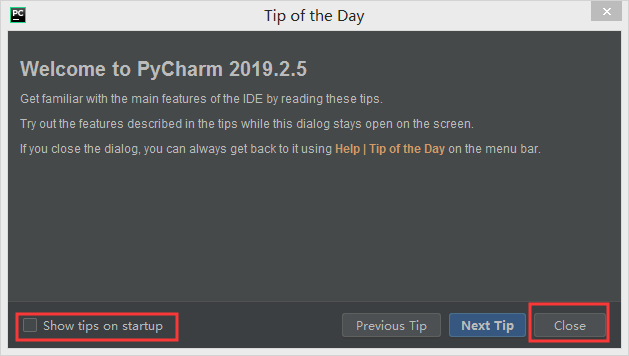 PC
Tip of the Day
Welcome to PyCharm 2019.2.5
Get familiar with the main features of the IDE by reading these tips.
Try out the features described in the tips while this dialog stays open on the screen.
If you close the dialog, you can always get back to it using Help | Tip of the Day on the menu bar.
Show tips on startup
Previous Tip
Next Tip
Close